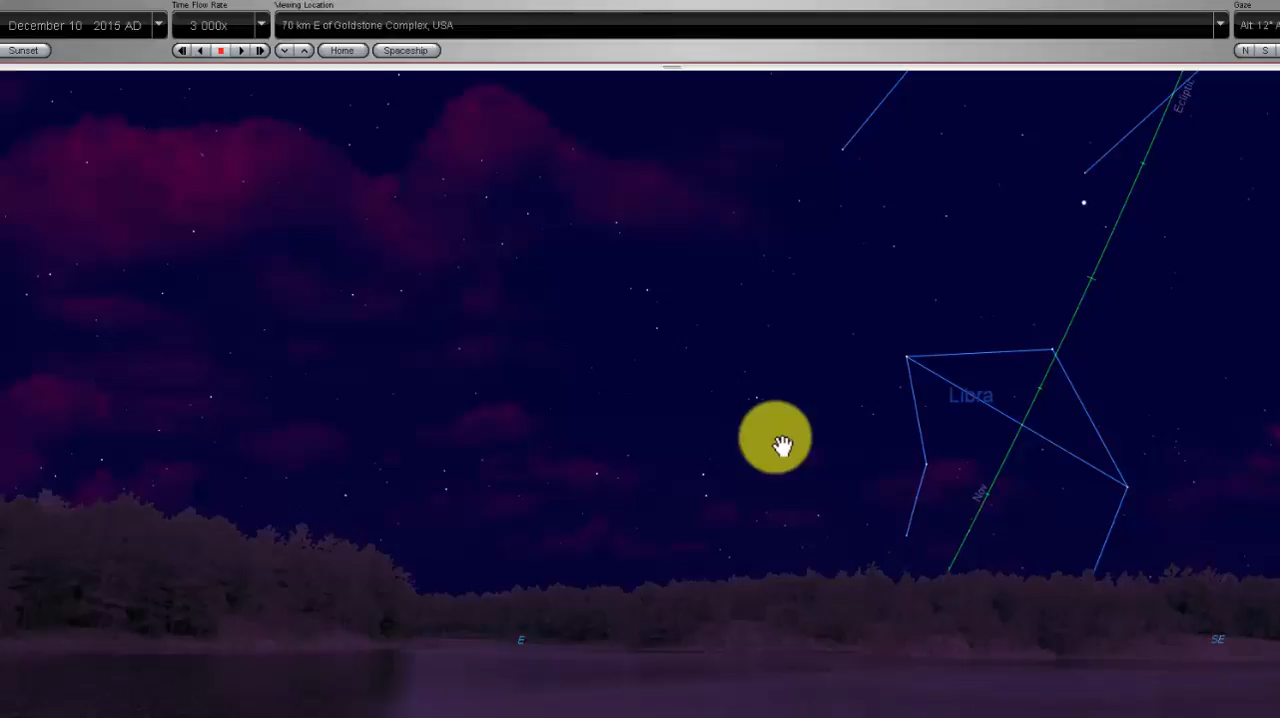 Time Flow Rate
Viewing Location
Gaze
December 10 2015 AD
3 000x
70 km E of Goldstone Complex, USA
Alt: 12° A
Sunset
Home
Spaceship
N
S
Ecliptic
Libra
Nov
E
SE